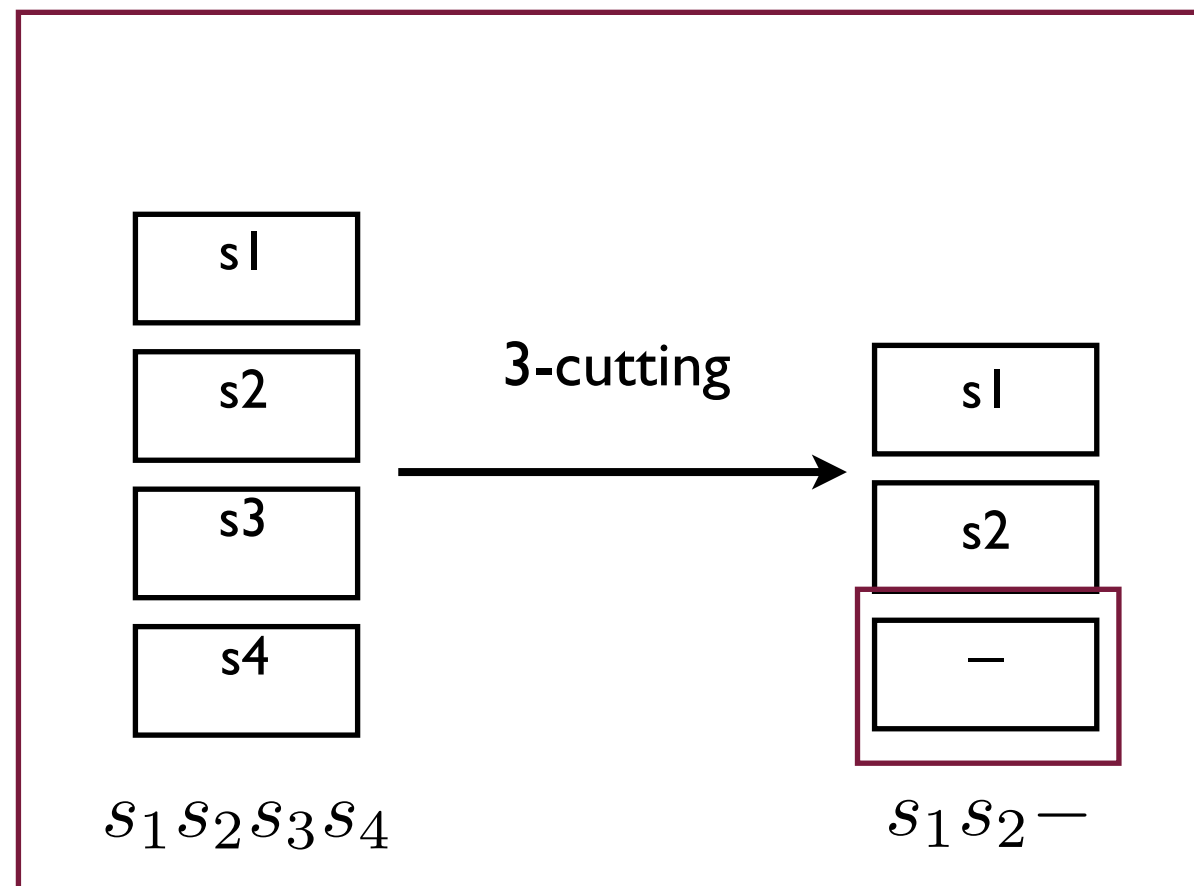 s1
s2
s3
s4
3-cutting
s1
s2
–
s₁s₂s₃s₄
s₁s₂–